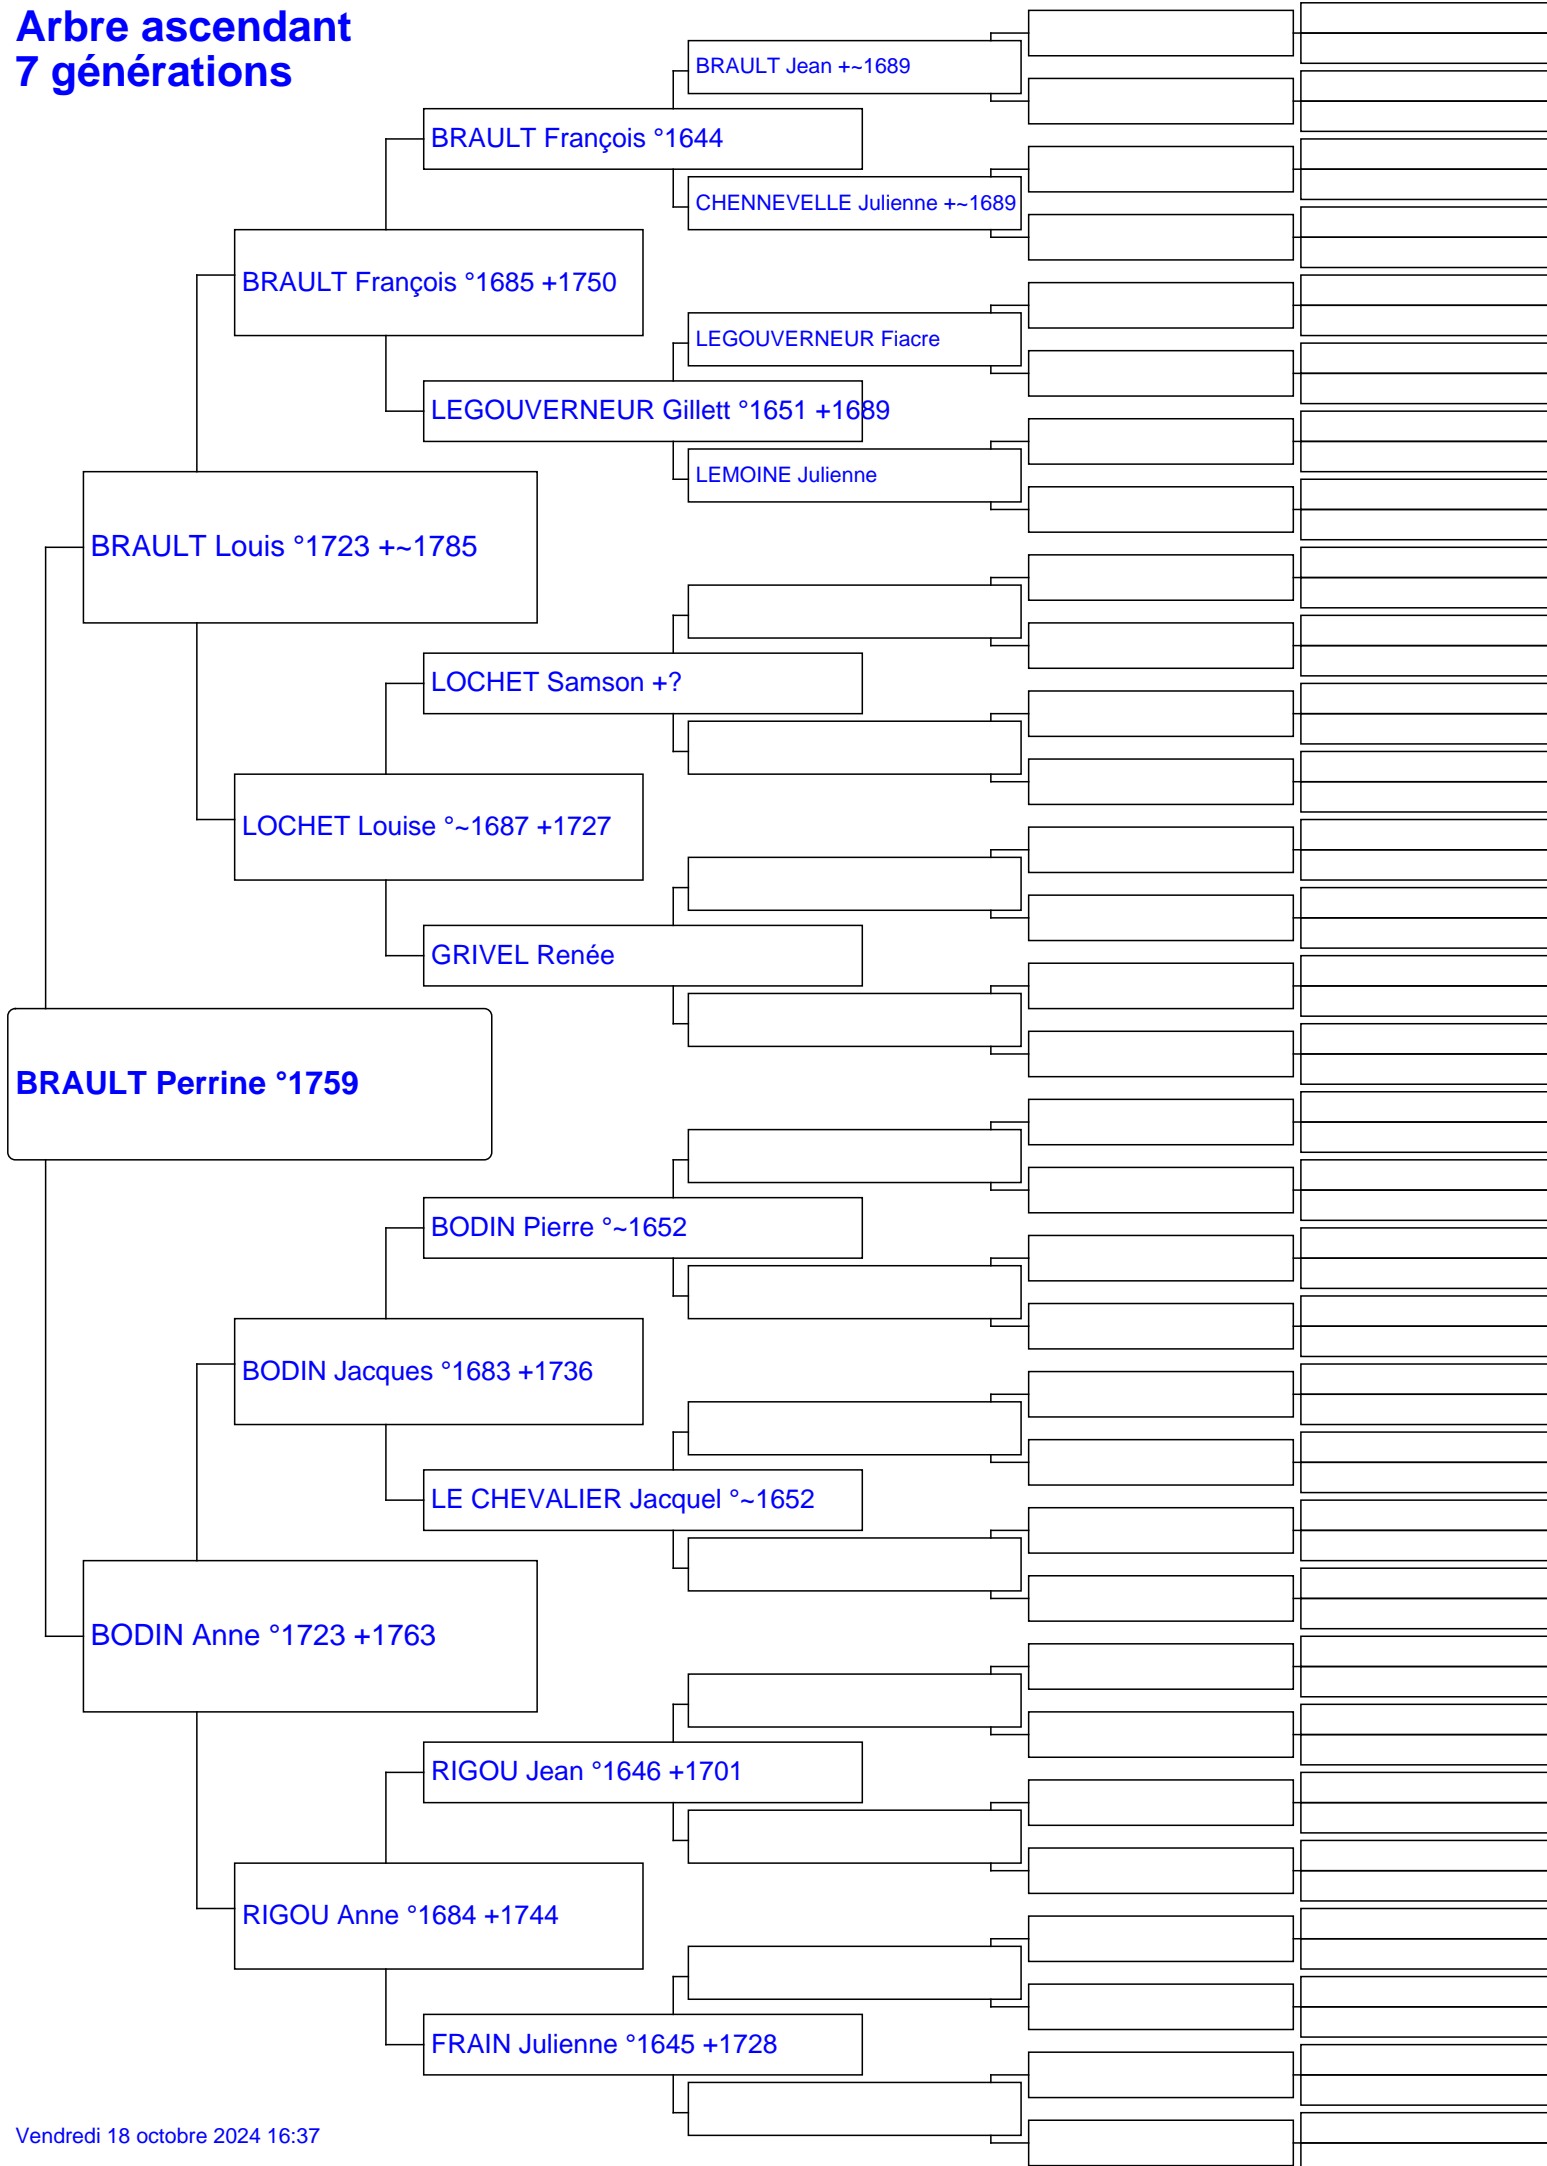 Arbre ascendant
7 générations
BRAULT Jean +~1689
BRAULT François °1644
CHENNEVELLE Julienne +~1689
BRAULT François °1685 +1750
LEGOUVERNEUR Fiacre
LEGOUVERNEUR Gillett °1651 +1689
LEMOINE Julienne
BRAULT Louis °1723 +~1785
LOCHET Samson +?
LOCHET Louise °~1687 +1727
GRIVEL Renée
BRAULT Perrine °1759
BODIN Pierre °~1652
BODIN Jacques °1683 +1736
LE CHEVALIER Jacquel °~1652
BODIN Anne °1723 +1763
RIGOU Jean °1646 +1701
RIGOU Anne °1684 +1744
FRAIN Julienne °1645 +1728
Vendredi 18 octobre 2024 16:37